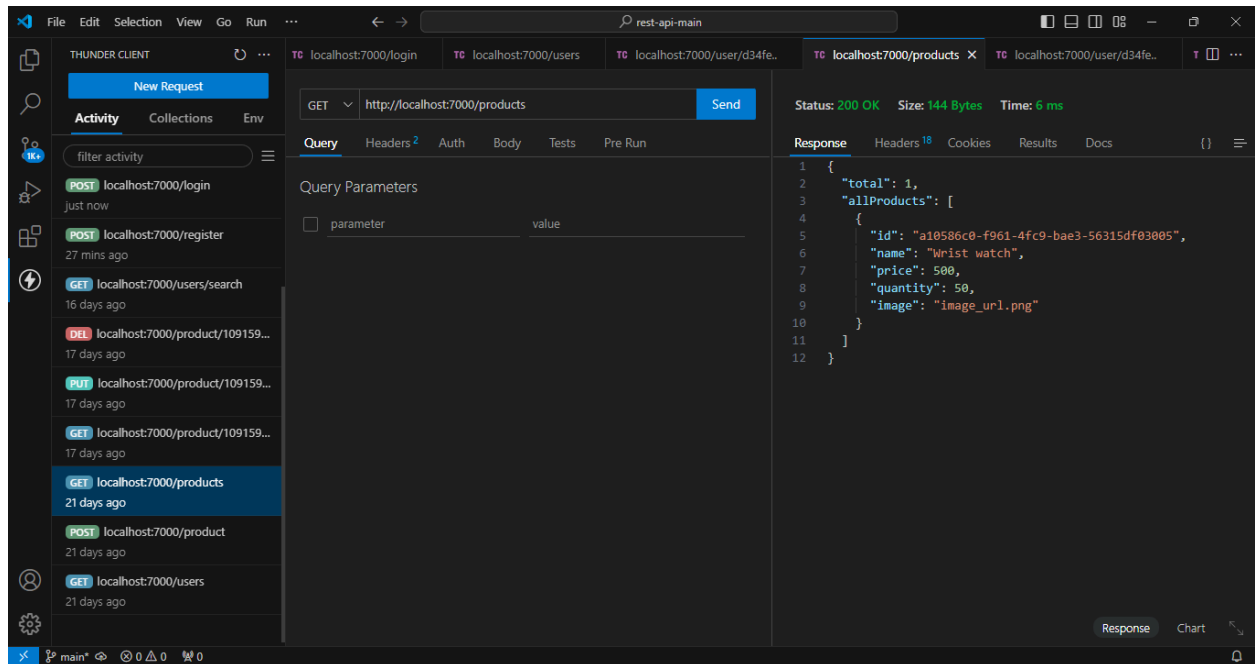 File Edit Selection View Go Run ··· ← → rest-api-main
THUNDER CLIENT ···
New Request
Activity Collections Env
filter activity
POST localhost:7000/login
just now
POST localhost:7000/register
27 mins ago
GET localhost:7000/users/search
16 days ago
DEL localhost:7000/product/109159...
17 days ago
PUT localhost:7000/product/109159...
17 days ago
GET localhost:7000/product/109159...
17 days ago
GET localhost:7000/products
21 days ago
POST localhost:7000/product
21 days ago
GET localhost:7000/users
21 days ago
1K+
TC localhost:7000/login TC localhost:7000/users TC localhost:7000/user/d34fe.. TC localhost:7000/products TC localhost:7000/user/d34fe.. T ···
GET http://localhost:7000/products Send
Query Headers 2 Auth Body Tests Pre Run
Query Parameters
parameter value
Status: 200 OK Size: 144 Bytes Time: 6 ms
Response Headers 18 Cookies Results Docs {}
1 {
2 "total": 1,
3 "allProducts": [
4 {
5 "id": "a10586c0-f961-4fc9-bae3-56315df03005",
6 "name": "Wrist watch",
7 "price": 500,
8 "quantity": 50,
9 "image": "image_url.png"
10 }
11 ]
12 }
Response Chart
main* 0 0 0